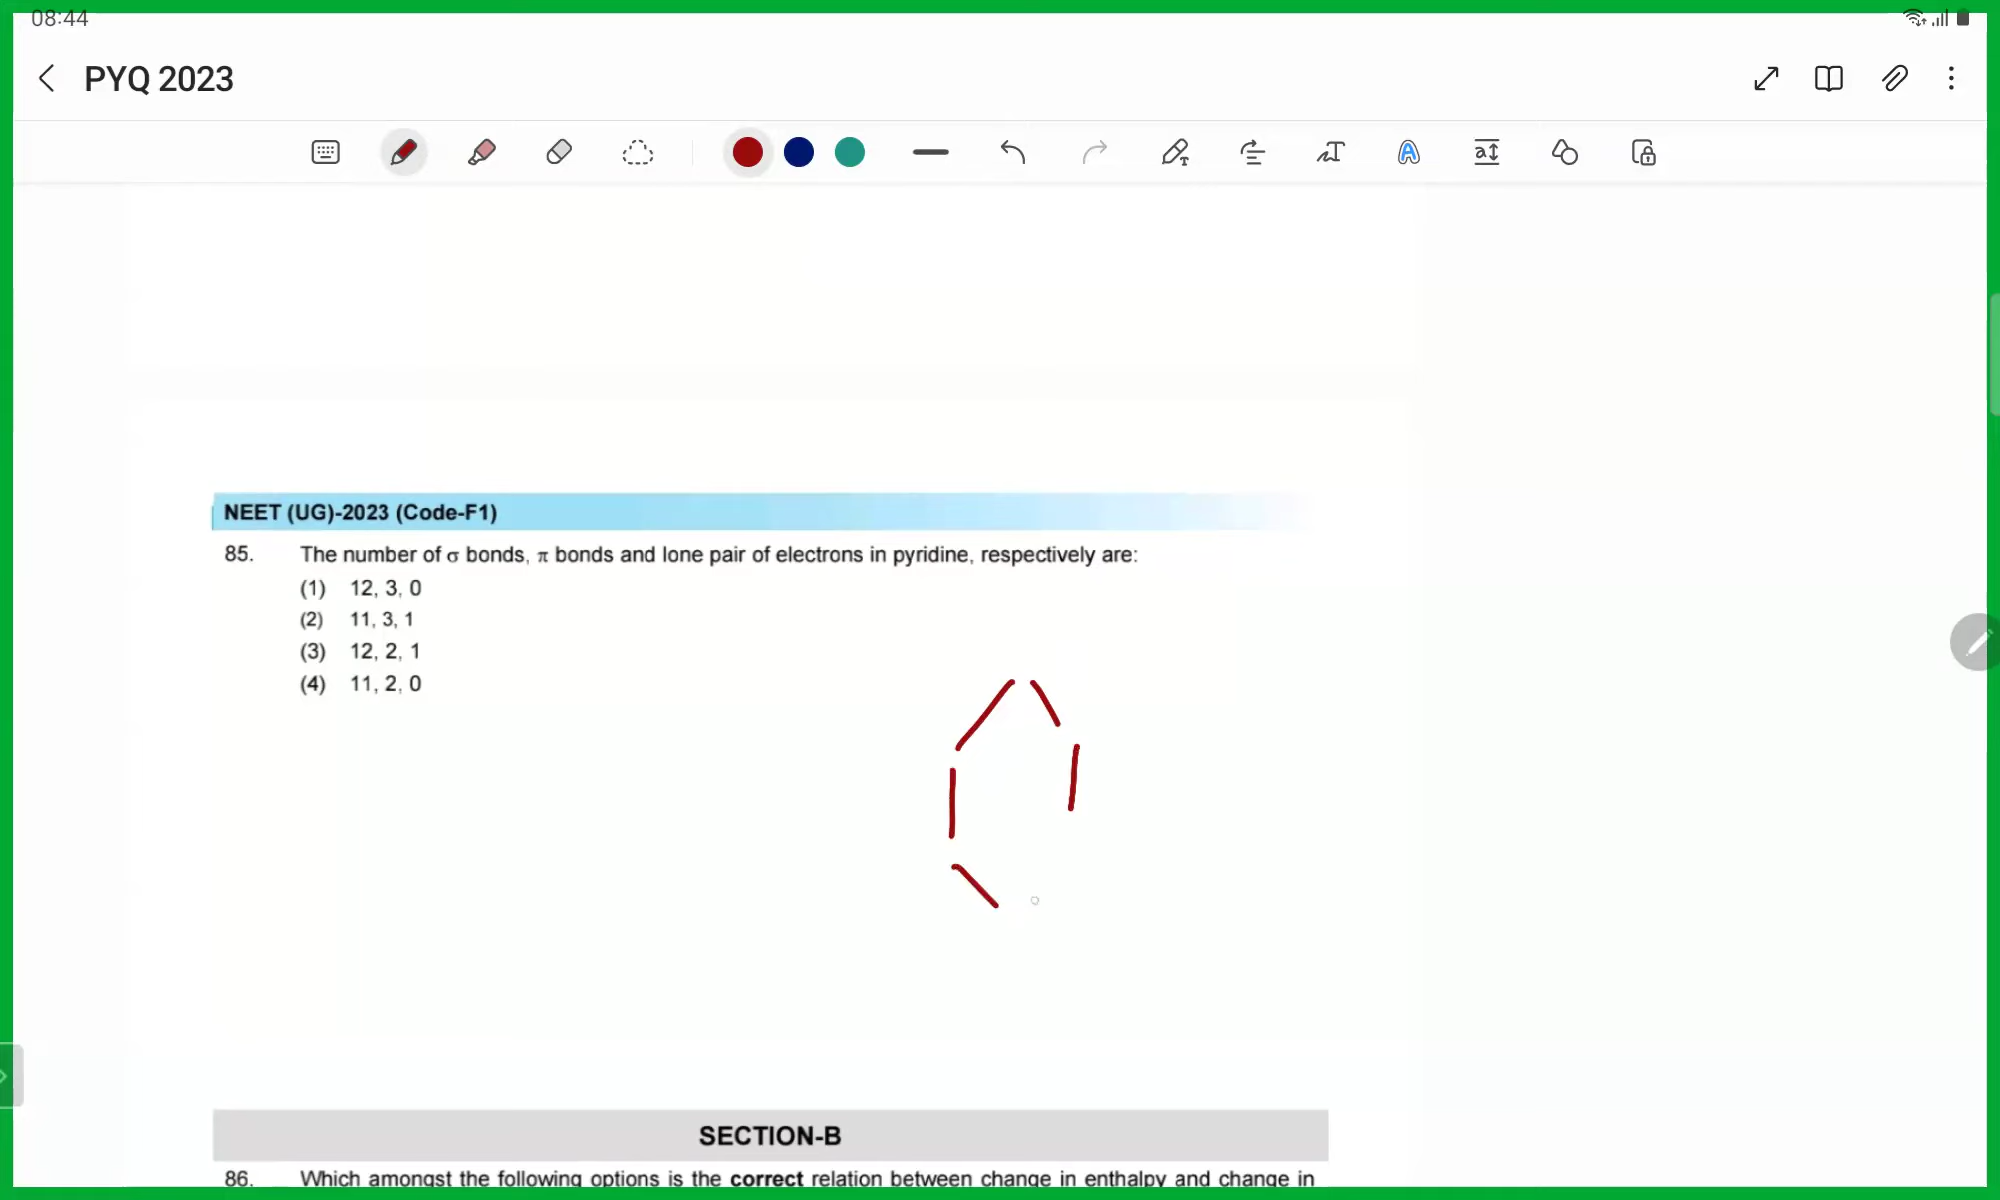 08:44
PYQ 2023
NEET (UG)-2023 (Code-F1)
85. The number of σ bonds, π bonds and lone pair of electrons in pyridine, respectively are:
(1) 12, 3, 0
(2) 11, 3, 1
(3) 12, 2, 1
(4) 11, 2, 0
SECTION-B
86. Which amongst the following options is the correct relation between change in enthalpy and change in